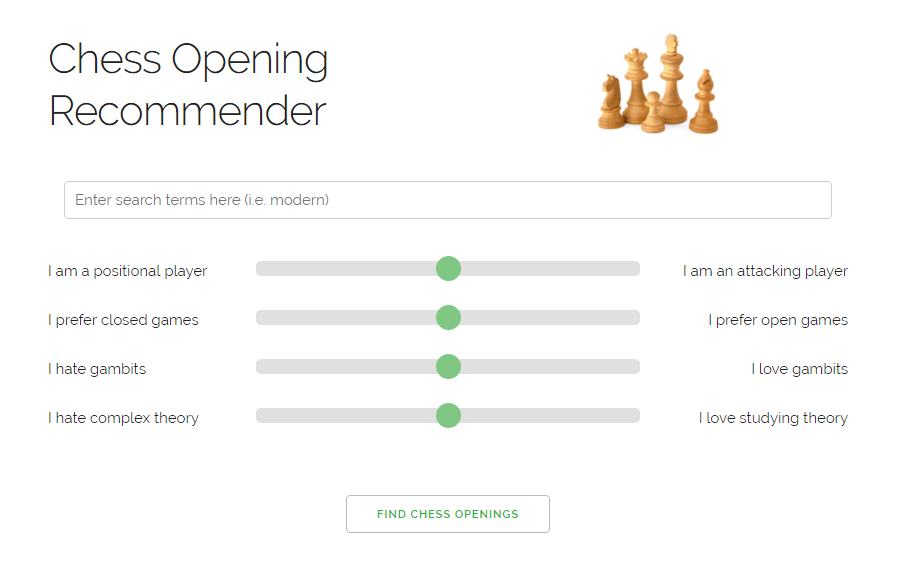 Chess Opening
Recommender
Enter search terms here (i.e. modern)
I am a positional player
I am an attacking player
I prefer closed games
I prefer open games
I hate gambits
I love gambits
I hate complex theory
I love studying theory
FIND CHESS OPENINGS